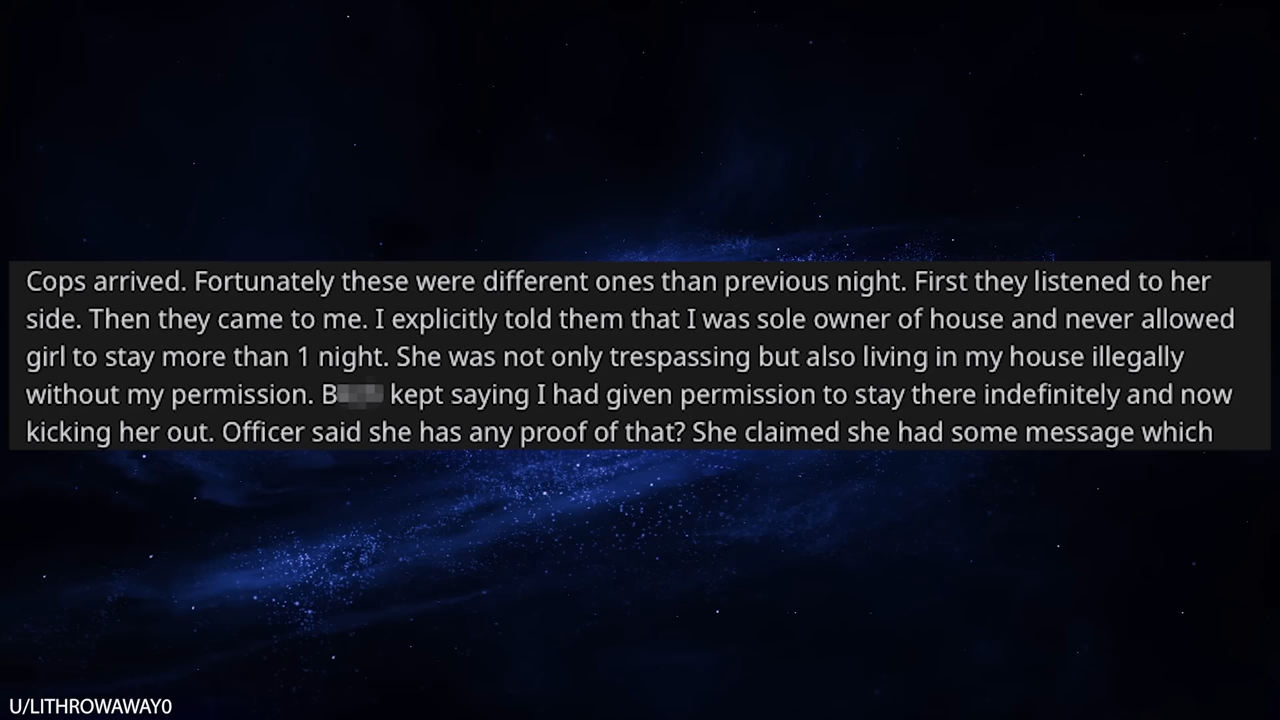 Cops arrived. Fortunately these were different ones than previous night. First they listened to her
side. Then they came to me. I explicitly told them that I was sole owner of house and never allowed
girl to stay more than 1 night. She was not only trespassing but also living in my house illegally
without my permission. B kept saying I had given permission to stay there indefinitely and now
kicking her out. Officer said she has any proof of that? She claimed she had some message which
U/LITHROWAWAY0